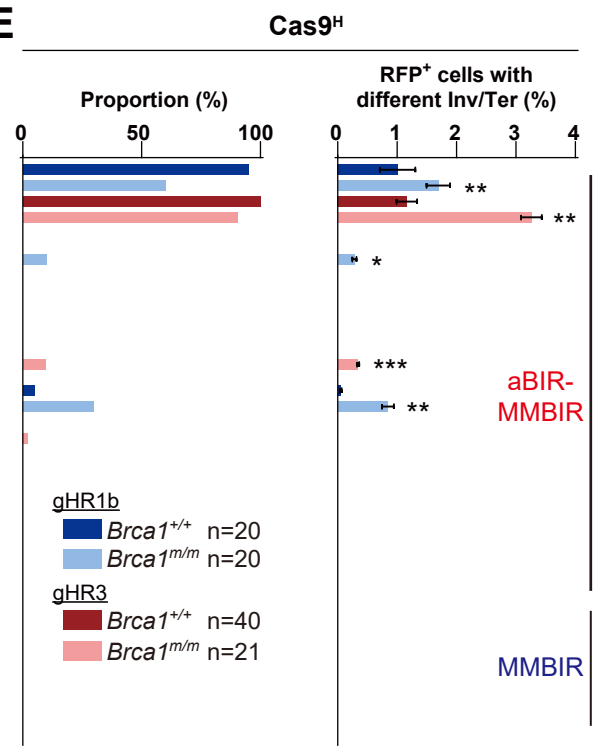 E
Cas9ᴴ
Proportion (%)
RFP⁺ cells with
different Inv/Ter (%)
0 50 100
0 1 2 3 4
**
**
*
***
**
aBIR-
MMBIR
gHR1b
Brca1⁺/⁺ n=20
Brca1ᵐ/ᵐ n=20
gHR3
Brca1⁺/⁺ n=40
Brca1ᵐ/ᵐ n=21
MMBIR